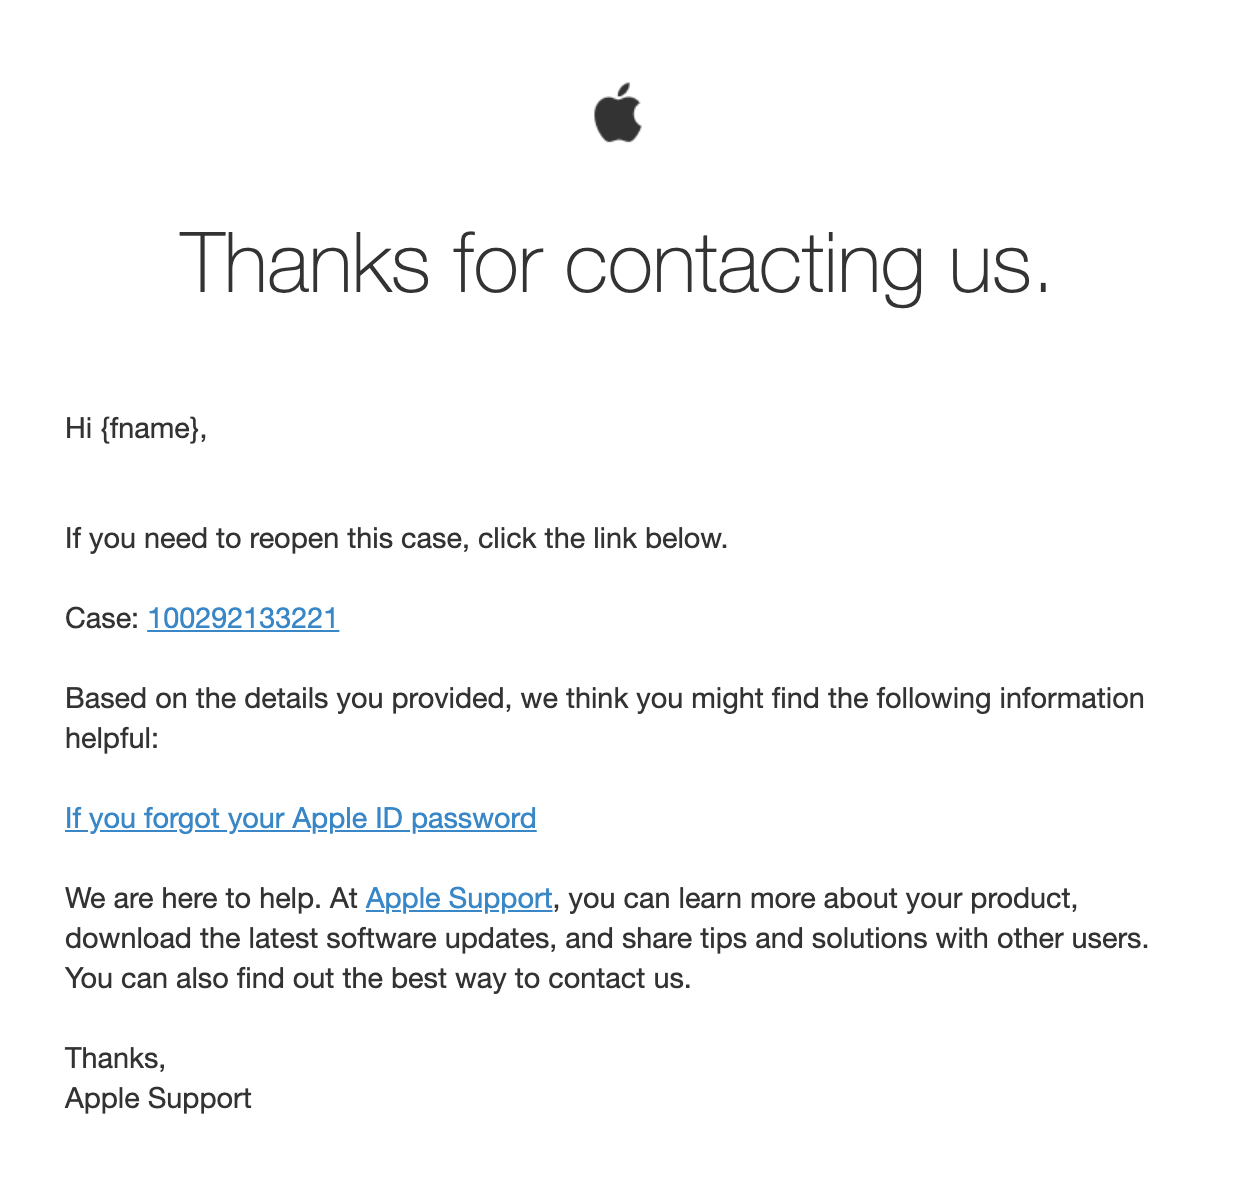 Thanks for contacting us.
Hi {fname},
If you need to reopen this case, click the link below.
Case: 100292133221
Based on the details you provided, we think you might find the following information
helpful:
If you forgot your Apple ID password
We are here to help. At Apple Support, you can learn more about your product,
download the latest software updates, and share tips and solutions with other users.
You can also find out the best way to contact us.
Thanks,
Apple Support